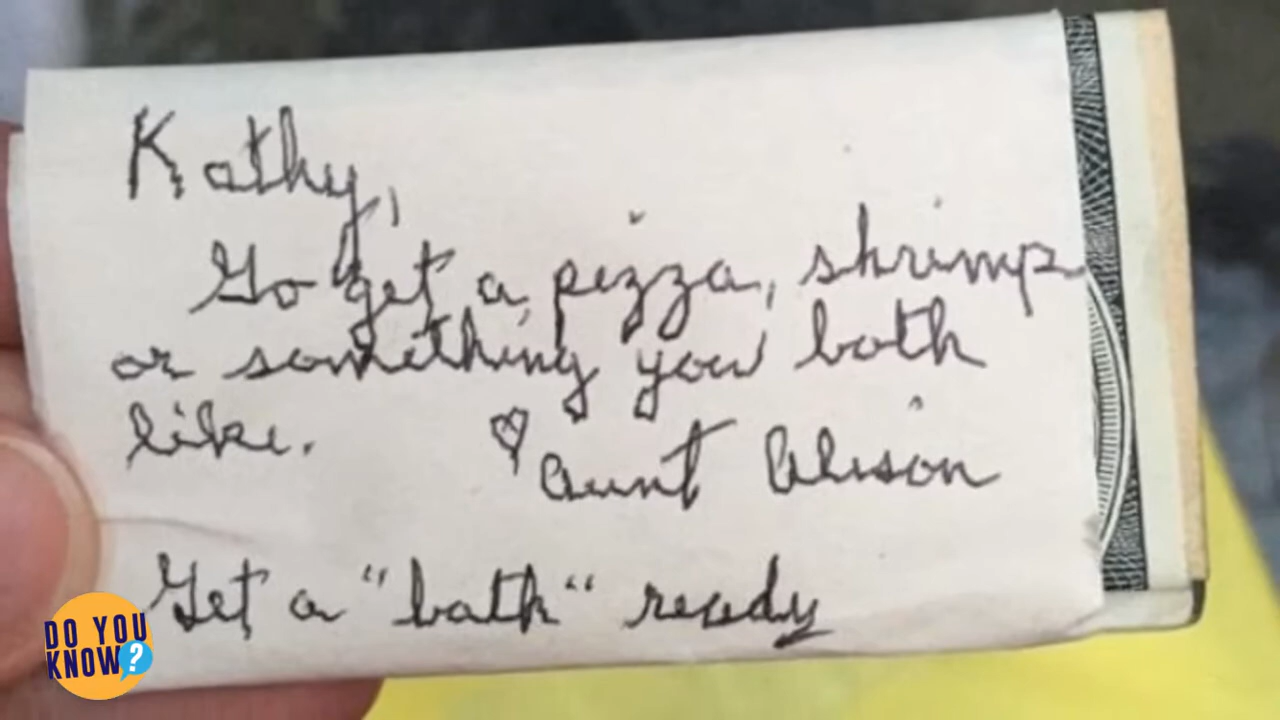 Kathy,
Go get a pizza, shrimp
or something you both
like. ♡ Aunt Alison
Get a "bath" ready
DO YOU
KNOW?